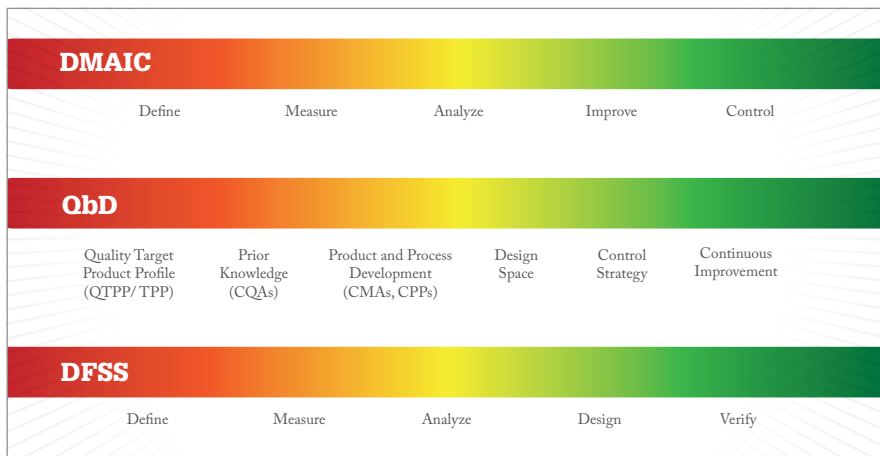 DMAIC
Define Measure Analyze Improve Control
QbD
Quality Target Product Profile (QTPP/ TPP)
Prior Knowledge (CQAs)
Product and Process Development (CMAs, CPPs)
Design Space
Control Strategy
Continuous Improvement
DFSS
Define Measure Analyze Design Verify